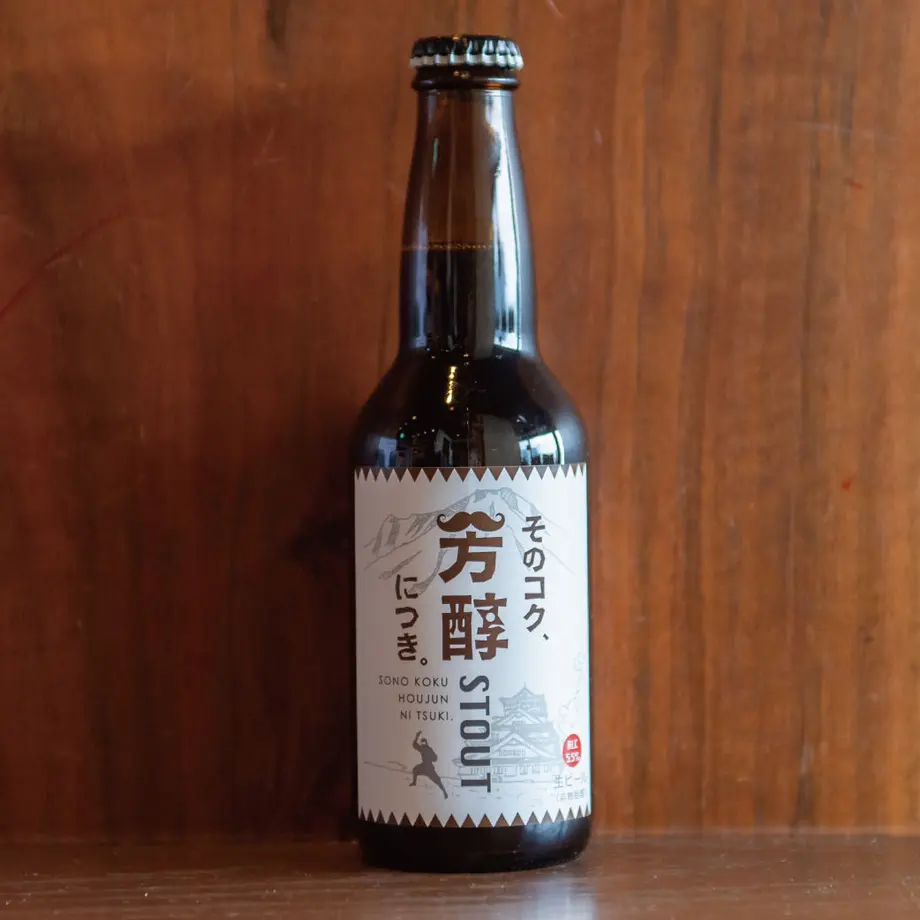 そのコク、
芳醇
につき。
SONO KOKU
HOUJUN
NI TSUKI.
STOUT
ALC.
5.5%
生ビール